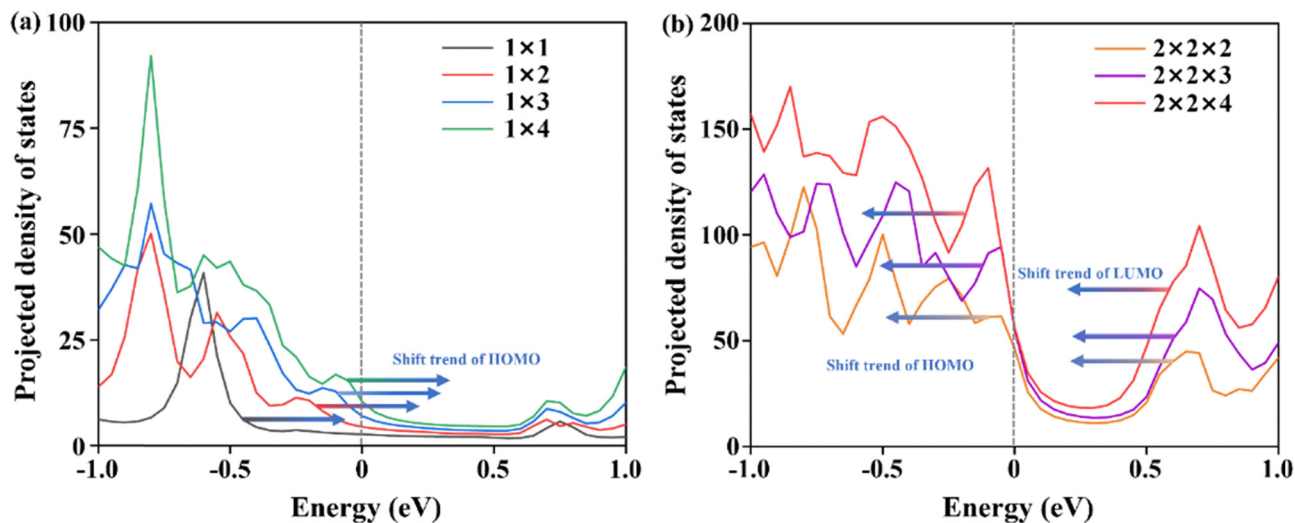 (a)
100
75
50
25
0
Projected density of states
1×1
1×2
1×3
1×4
Shift trend of HOMO
-1.0 -0.5 0 0.5 1.0
Energy (eV)
(b)
200
150
100
50
0
Projected density of states
2×2×2
2×2×3
2×2×4
Shift trend of LUMO
Shift trend of HOMO
-1.0 -0.5 0 0.5 1.0
Energy (eV)